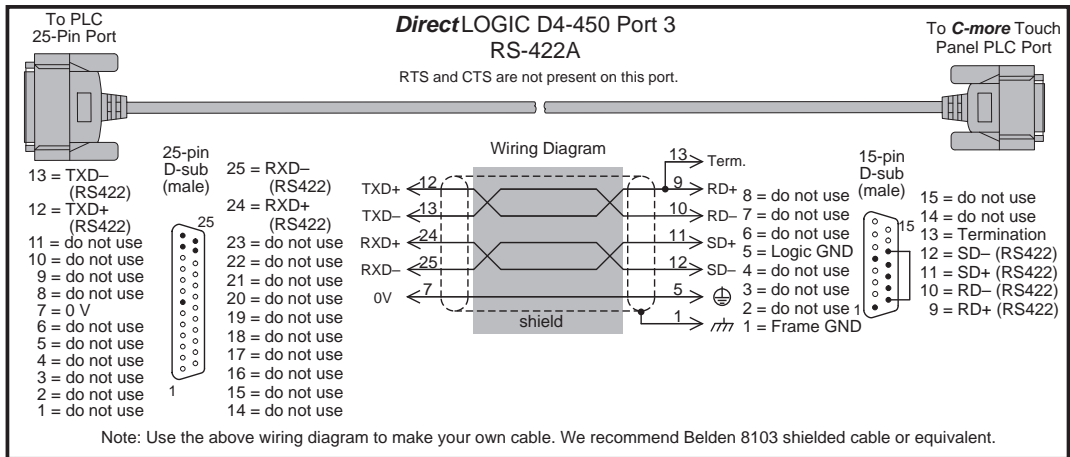 To PLC
25-Pin Port
DirectLOGIC D4-450 Port 3
RS-422A
RTS and CTS are not present on this port.
To C-more Touch
Panel PLC Port
13 = TXD–
(RS422)
12 = TXD+
(RS422)
11 = do not use
10 = do not use
9 = do not use
8 = do not use
7 = 0 V
6 = do not use
5 = do not use
4 = do not use
3 = do not use
2 = do not use
1 = do not use
25-pin
D-sub
(male)
25
1
25 = RXD–
(RS422)
24 = RXD+
(RS422)
23 = do not use
22 = do not use
21 = do not use
20 = do not use
19 = do not use
18 = do not use
17 = do not use
16 = do not use
15 = do not use
14 = do not use
Wiring Diagram
13 Term.
TXD+ 12 9 RD+
TXD– 13 10 RD–
RXD+ 24 11 SD+
RXD– 25 12 SD–
0V 7 5
shield 1
8 = do not use
7 = do not use
6 = do not use
5 = Logic GND
4 = do not use
3 = do not use
2 = do not use
1 = Frame GND
15-pin
D-sub
(male)
15
1
15 = do not use
14 = do not use
13 = Termination
12 = SD– (RS422)
11 = SD+ (RS422)
10 = RD– (RS422)
9 = RD+ (RS422)
Note: Use the above wiring diagram to make your own cable. We recommend Belden 8103 shielded cable or equivalent.